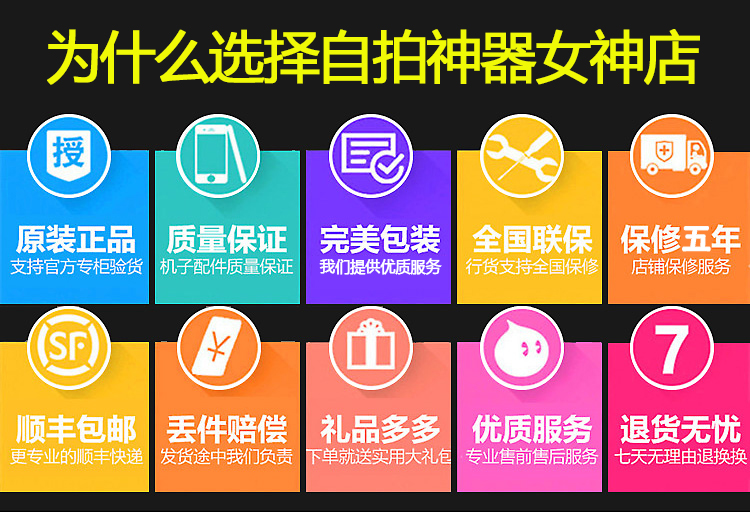 为什么选择自拍神器女神店
授
原装正品
支持官方专柜验货
质量保证
机子配件质量保证
完美包装
我们提供优质服务
全国联保
行货支持全国保修
保修五年
店铺保修服务
SF
顺丰包邮
更专业的顺丰快递
¥
丢件赔偿
发货途中我们负责
礼品多多
下单就送实用大礼包
优质服务
专业售前售后服务
7
退货无忧
七天无理由退换换